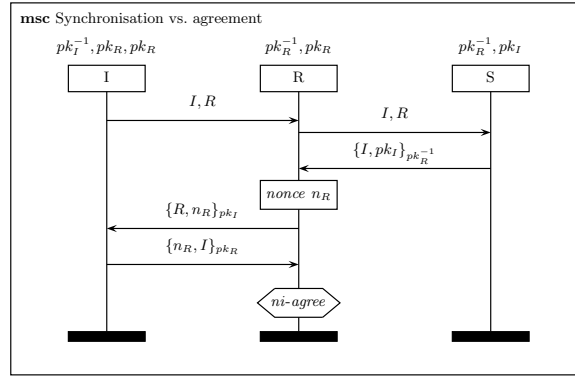 msc Synchronisation vs. agreement
pk_I^{-1}, pk_R, pk_R
pk_R^{-1}, pk_R
pk_R^{-1}, pk_I
I
R
S
I, R
I, R
{I, pk_I}_{pk_R^{-1}}
nonce n_R
{R, n_R}_{pk_I}
{n_R, I}_{pk_R}
ni-agree